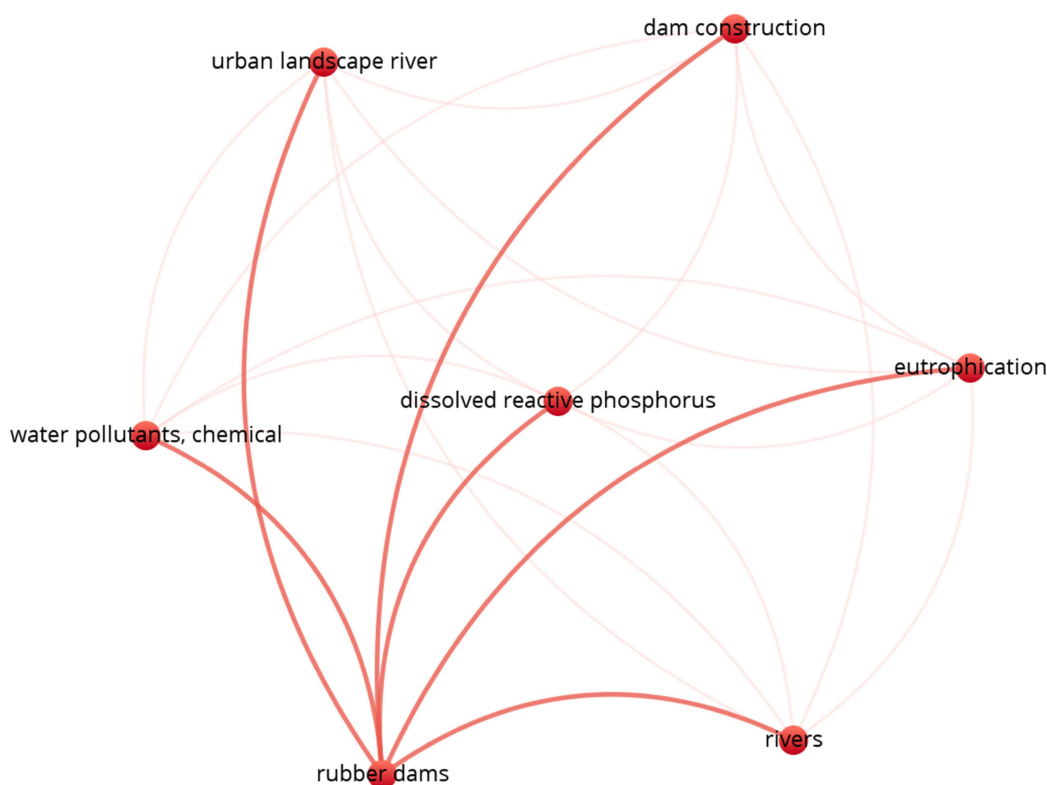 dam construction
urban landscape river
eutrophication
dissolved reactive phosphorus
water pollutants, chemical
rivers
rubber dams